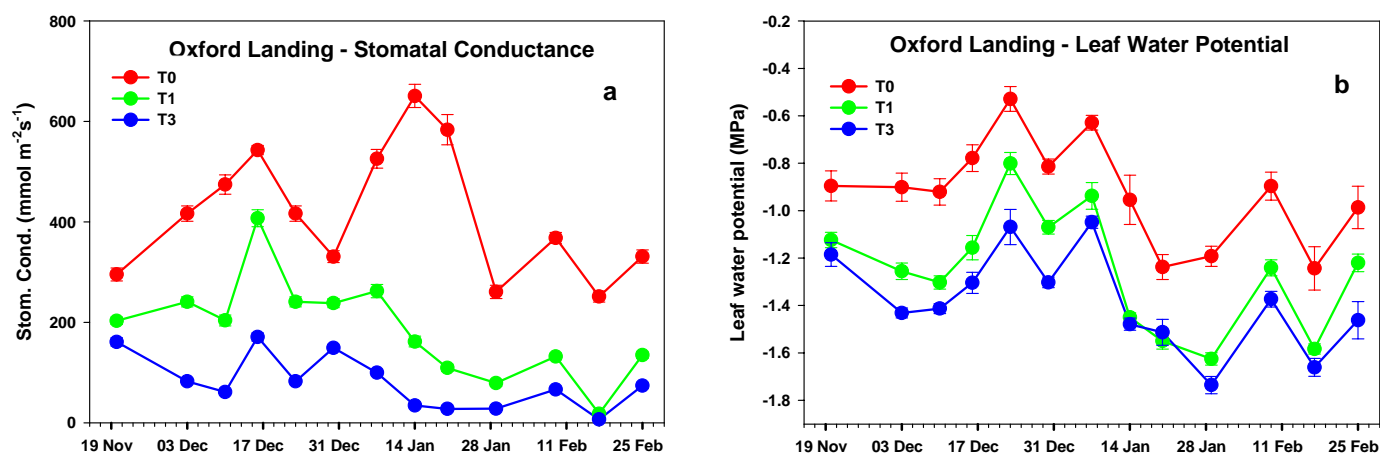 Oxford Landing - Stomatal Conductance
a
T0
T1
T3
Stom. Cond. (mmol m⁻²s⁻¹)
800
600
400
200
0
19 Nov 03 Dec 17 Dec 31 Dec 14 Jan 28 Jan 11 Feb 25 Feb
Oxford Landing - Leaf Water Potential
b
T0
T1
T3
Leaf water potential (MPa)
-0.2
-0.4
-0.6
-0.8
-1.0
-1.2
-1.4
-1.6
-1.8
19 Nov 03 Dec 17 Dec 31 Dec 14 Jan 28 Jan 11 Feb 25 Feb